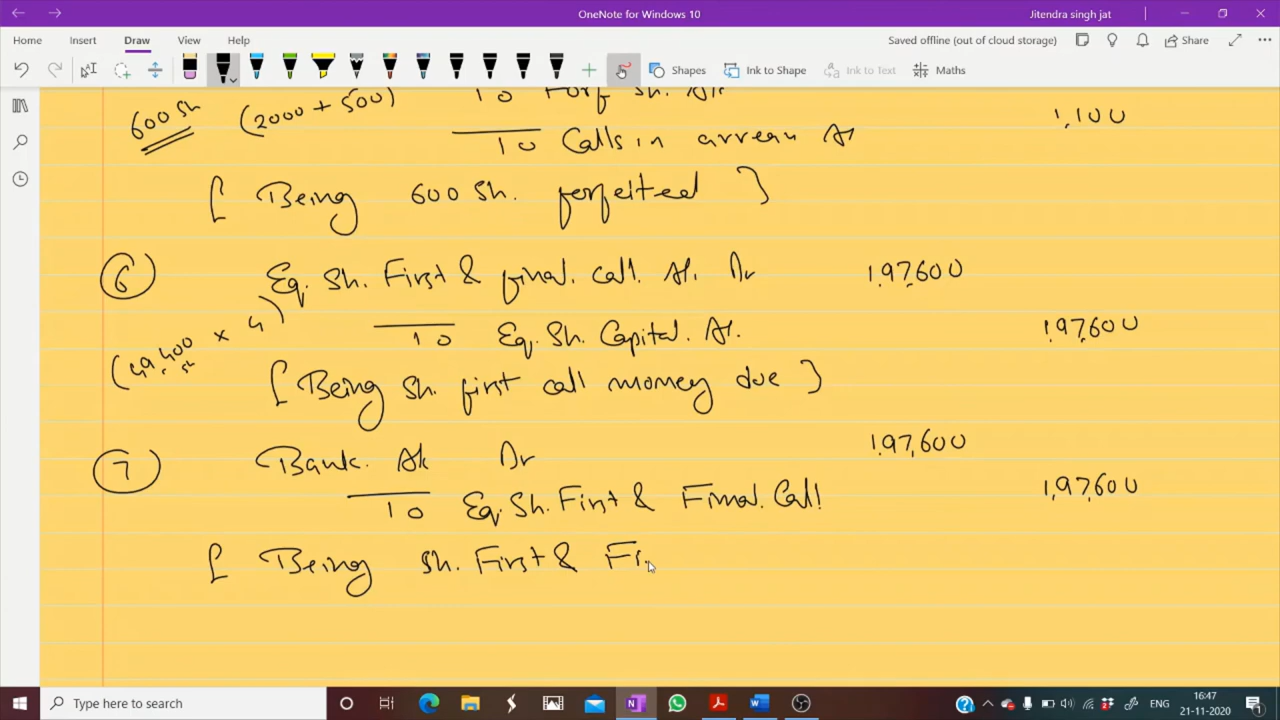 OneNote for Windows 10
Jitendra singh jat
Home Insert Draw View Help
Saved offline (out of cloud storage)
Share
Shapes Ink to Shape Ink to Text Maths
600 Sh (2000 + 500) To Forf Sh. A/c
1,100
To Calls in arrear A/c
[ Being 600 Sh. forfeited ]
6 Eq. Sh. First & final. call. A/c. Dr 1,97,600
(49,400 sh × 4)
To Eq. Sh. Capital. A/c. 1,97,600
[ Being Sh. first call money due ]
7 Bank. A/c Dr 1,97,600
To Eq. Sh. First & Final. Call 1,97,600
[ Being Sh. First & Fi
Type here to search
ENG
16:47
21-11-2020